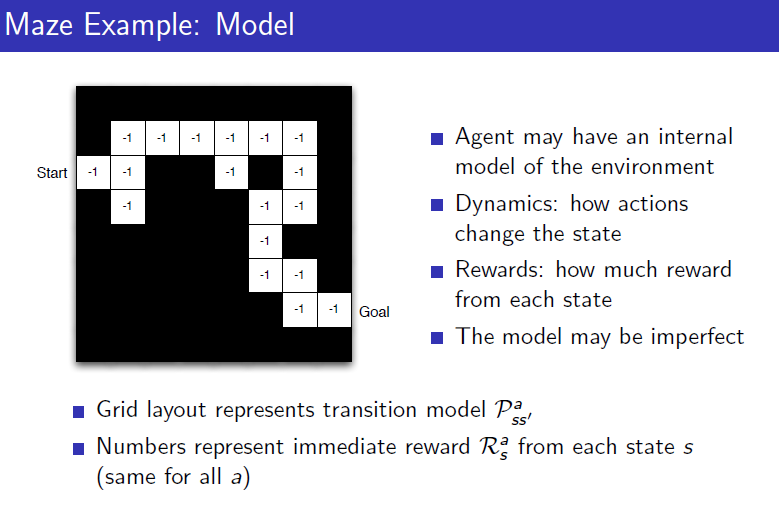 Maze Example: Model
-1 -1 -1 -1 -1 -1
Start -1 -1 -1 -1
-1 -1 -1
-1
-1 -1
-1 -1 Goal
Agent may have an internal
model of the environment
Dynamics: how actions
change the state
Rewards: how much reward
from each state
The model may be imperfect
Grid layout represents transition model 𝒫ᵃₛₛ′
Numbers represent immediate reward ℛᵃₛ from each state s
(same for all a)